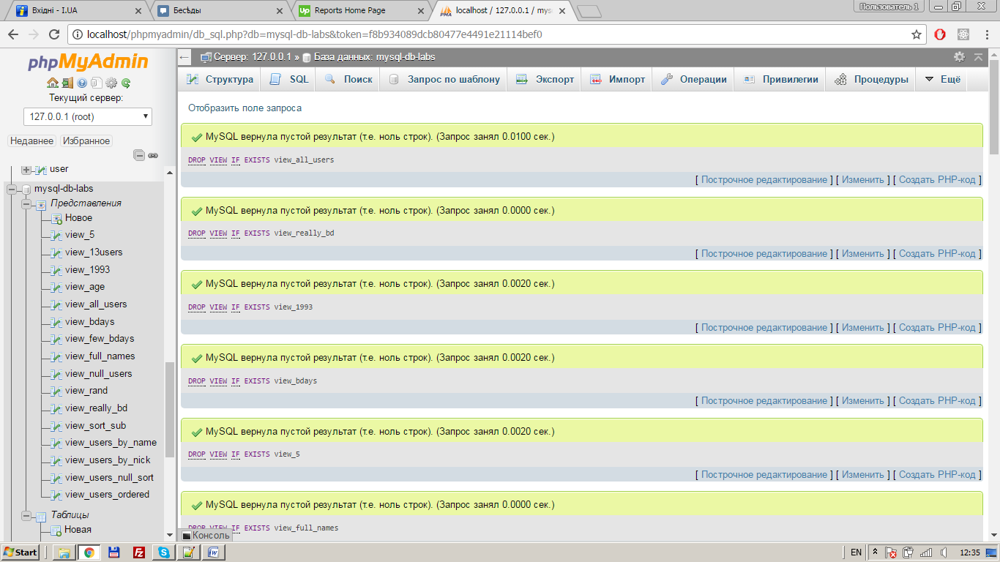 Вхідні - I.UA
Бесѣды
Reports Home Page
localhost / 127.0.0.1 / mys
Пользователь 1
localhost/phpmyadmin/db_sql.php?db=mysql-db-labs&token=f8b934089dcb80477e4491e21114bef0
phpMyAdmin
Текущий сервер:
127.0.0.1 (root)
Недавнее Избранное
user
mysql-db-labs
Представления
Новое
view_5
view_13users
view_1993
view_age
view_all_users
view_bdays
view_few_bdays
view_full_names
view_null_users
view_rand
view_really_bd
view_sort_sub
view_users_by_name
view_users_by_nick
view_users_null_sort
view_users_ordered
Таблицы
Новая
Сервер: 127.0.0.1 » База данных: mysql-db-labs
Структура SQL Поиск Запрос по шаблону Экспорт Импорт Операции Привилегии Процедуры Ещё
Отобразить поле запроса
MySQL вернула пустой результат (т.е. ноль строк). (Запрос занял 0.0100 сек.)
DROP VIEW IF EXISTS view_all_users
[ Построчное редактирование ] [ Изменить ] [ Создать PHP-код ]
MySQL вернула пустой результат (т.е. ноль строк). (Запрос занял 0.0000 сек.)
DROP VIEW IF EXISTS view_really_bd
[ Построчное редактирование ] [ Изменить ] [ Создать PHP-код ]
MySQL вернула пустой результат (т.е. ноль строк). (Запрос занял 0.0020 сек.)
DROP VIEW IF EXISTS view_1993
[ Построчное редактирование ] [ Изменить ] [ Создать PHP-код ]
MySQL вернула пустой результат (т.е. ноль строк). (Запрос занял 0.0020 сек.)
DROP VIEW IF EXISTS view_bdays
[ Построчное редактирование ] [ Изменить ] [ Создать PHP-код ]
MySQL вернула пустой результат (т.е. ноль строк). (Запрос занял 0.0020 сек.)
DROP VIEW IF EXISTS view_5
[ Построчное редактирование ] [ Изменить ] [ Создать PHP-код ]
MySQL вернула пустой результат (т.е. ноль строк). (Запрос занял 0.0000 сек.)
DROP VIEW IF EXISTS view_full_names
Консоль
Start
EN
12:35